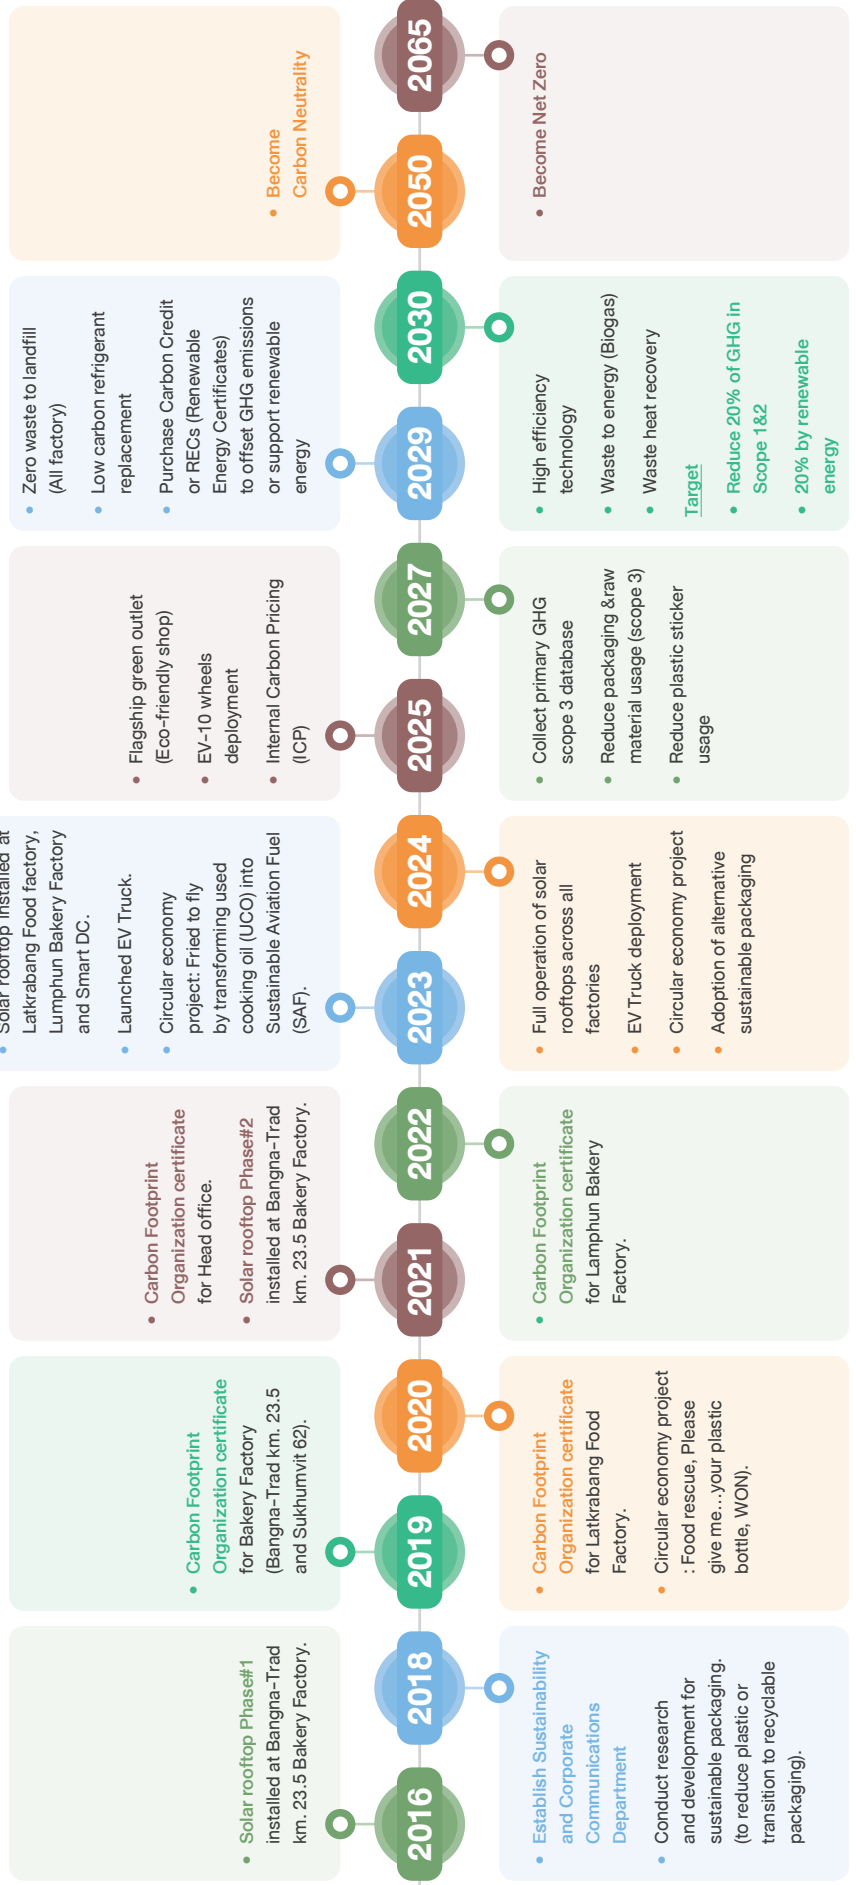 2016
• Solar rooftop Phase#1
installed at Bangna-Trad
km. 23.5 Bakery Factory.
2018
• Establish Sustainability
and Corporate
Communications
Department
• Conduct research
and development for
sustainable packaging.
(to reduce plastic or
transition to recyclable
packaging).
2019
• Carbon Footprint
Organization certificate
for Bakery Factory
(Bangna-Trad km. 23.5
and Sukhumvit 62).
2020
• Carbon Footprint
Organization certificate
for Latkrabang Food
Factory.
• Circular economy project
: Food rescue, Please
give me...your plastic
bottle, WON).
2021
• Carbon Footprint
Organization certificate
for Head office.
• Solar rooftop Phase#2
installed at Bangna-Trad
km. 23.5 Bakery Factory.
2022
• Carbon Footprint
Organization certificate
for Lamphun Bakery
Factory.
2023
• Solar rooftop installed at
Latkrabang Food factory,
Lumphun Bakery Factory
and Smart DC.
• Launched EV Truck.
• Circular economy
project: Fried to fly
by transforming used
cooking oil (UCO) into
Sustainable Aviation Fuel
(SAF).
2024
• Full operation of solar
rooftops across all
factories
• EV Truck deployment
• Circular economy project
• Adoption of alternative
sustainable packaging
2025
• Flagship green outlet
(Eco-friendly shop)
• EV-10 wheels
deployment
• Internal Carbon Pricing
(ICP)
2027
• Collect primary GHG
scope 3 database
• Reduce packaging &raw
material usage (scope 3)
• Reduce plastic sticker
usage
2029
• Zero waste to landfill
(All factory)
• Low carbon refrigerant
replacement
• Purchase Carbon Credit
or RECs (Renewable
Energy Certificates)
to offset GHG emissions
or support renewable
energy
2030
• High efficiency
technology
• Waste to energy (Biogas)
• Waste heat recovery
Target
• Reduce 20% of GHG in
Scope 1&2
• 20% by renewable
energy
2050
• Become
Carbon Neutrality
2065
• Become Net Zero